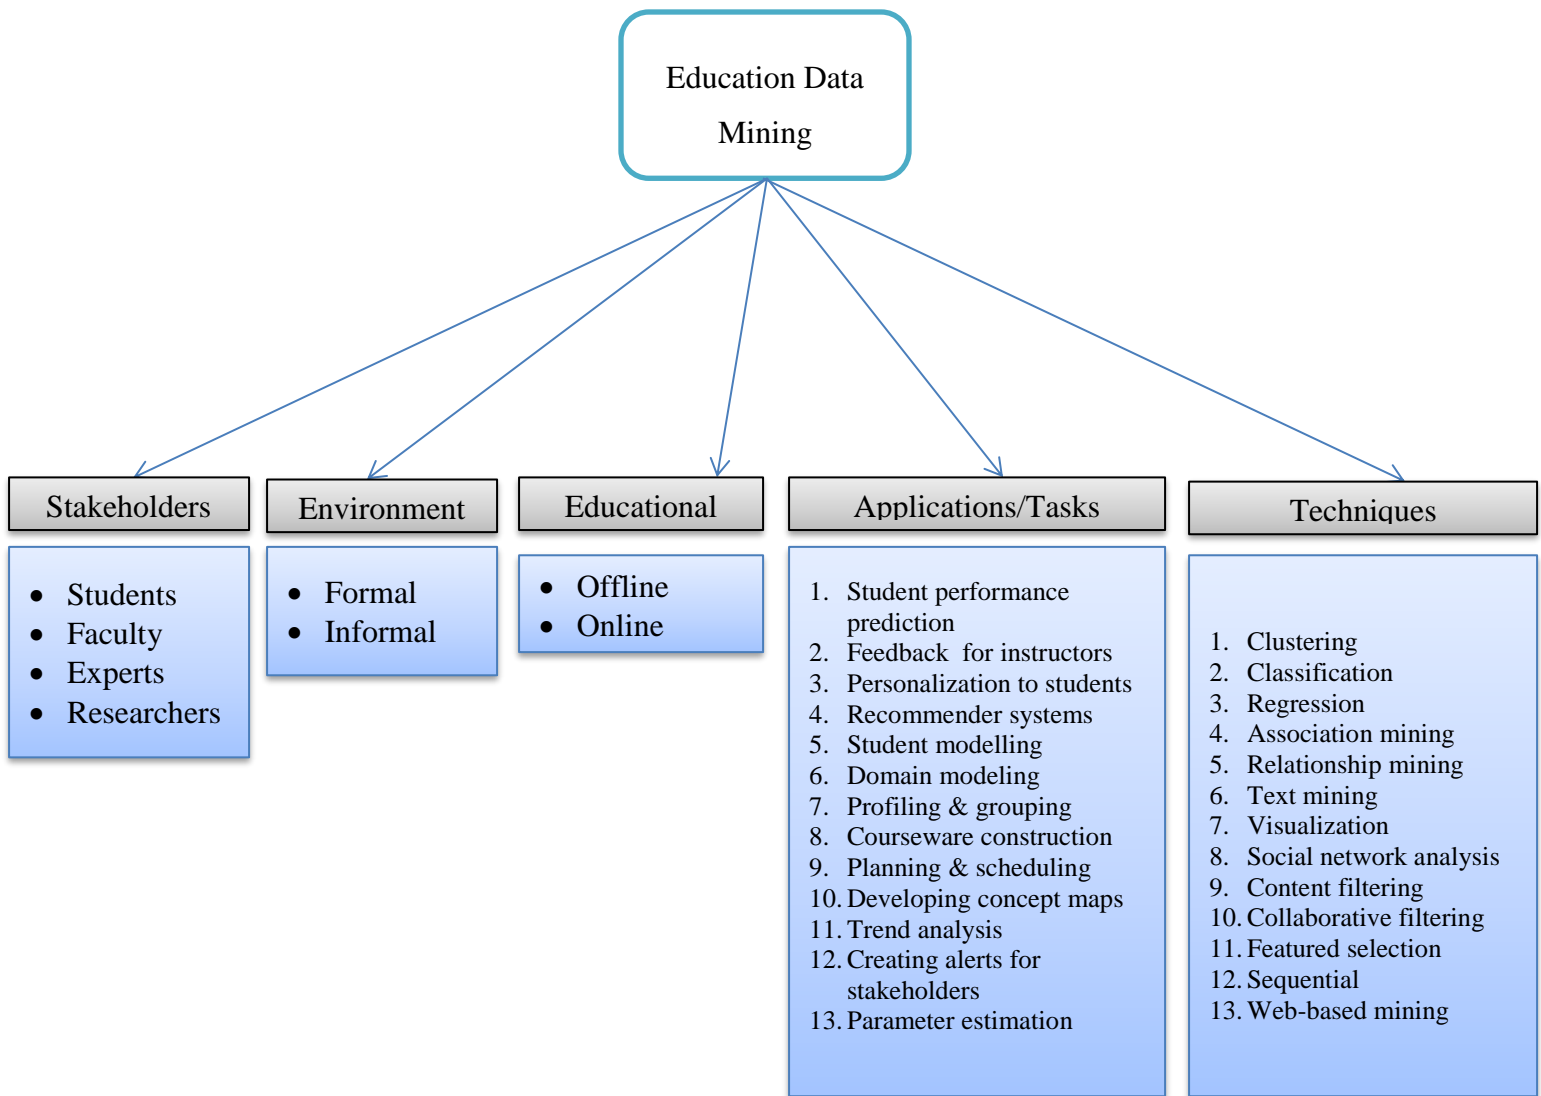 Education Data
Mining
Stakeholders
• Students
• Faculty
• Experts
• Researchers
Environment
• Formal
• Informal
Educational
• Offline
• Online
Applications/Tasks
1. Student performance
prediction
2. Feedback for instructors
3. Personalization to students
4. Recommender systems
5. Student modelling
6. Domain modeling
7. Profiling & grouping
8. Courseware construction
9. Planning & scheduling
10. Developing concept maps
11. Trend analysis
12. Creating alerts for
stakeholders
13. Parameter estimation
Techniques
1. Clustering
2. Classification
3. Regression
4. Association mining
5. Relationship mining
6. Text mining
7. Visualization
8. Social network analysis
9. Content filtering
10. Collaborative filtering
11. Featured selection
12. Sequential
13. Web-based mining